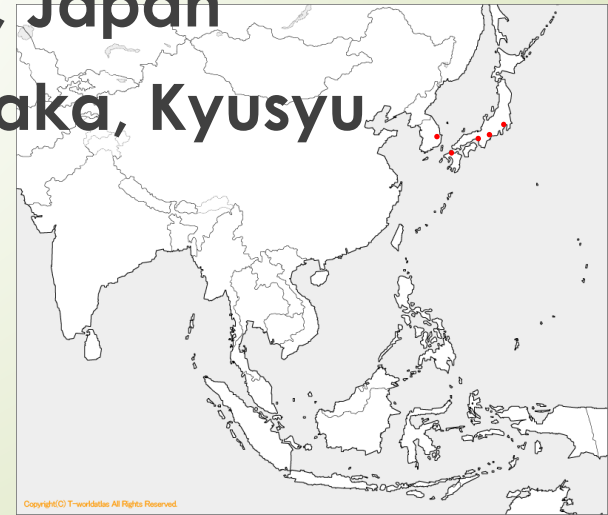 , Japan
aka, Kyusyu
Copyright(C) T-worldatlas All Rights Reserved.